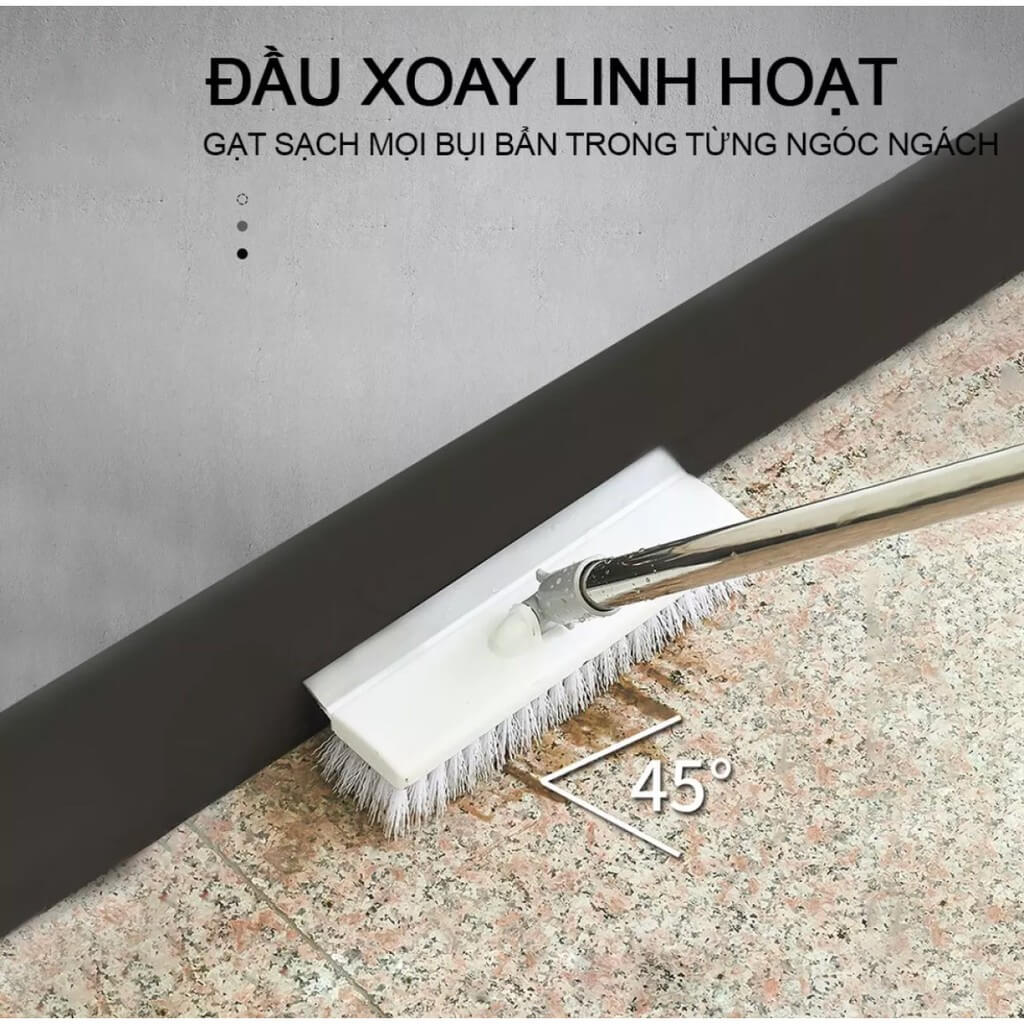 ĐẦU XOAY LINH HOẠT
GẠT SẠCH MỌI BỤI BẨN TRONG TỪNG NGÓC NGÁCH
45°